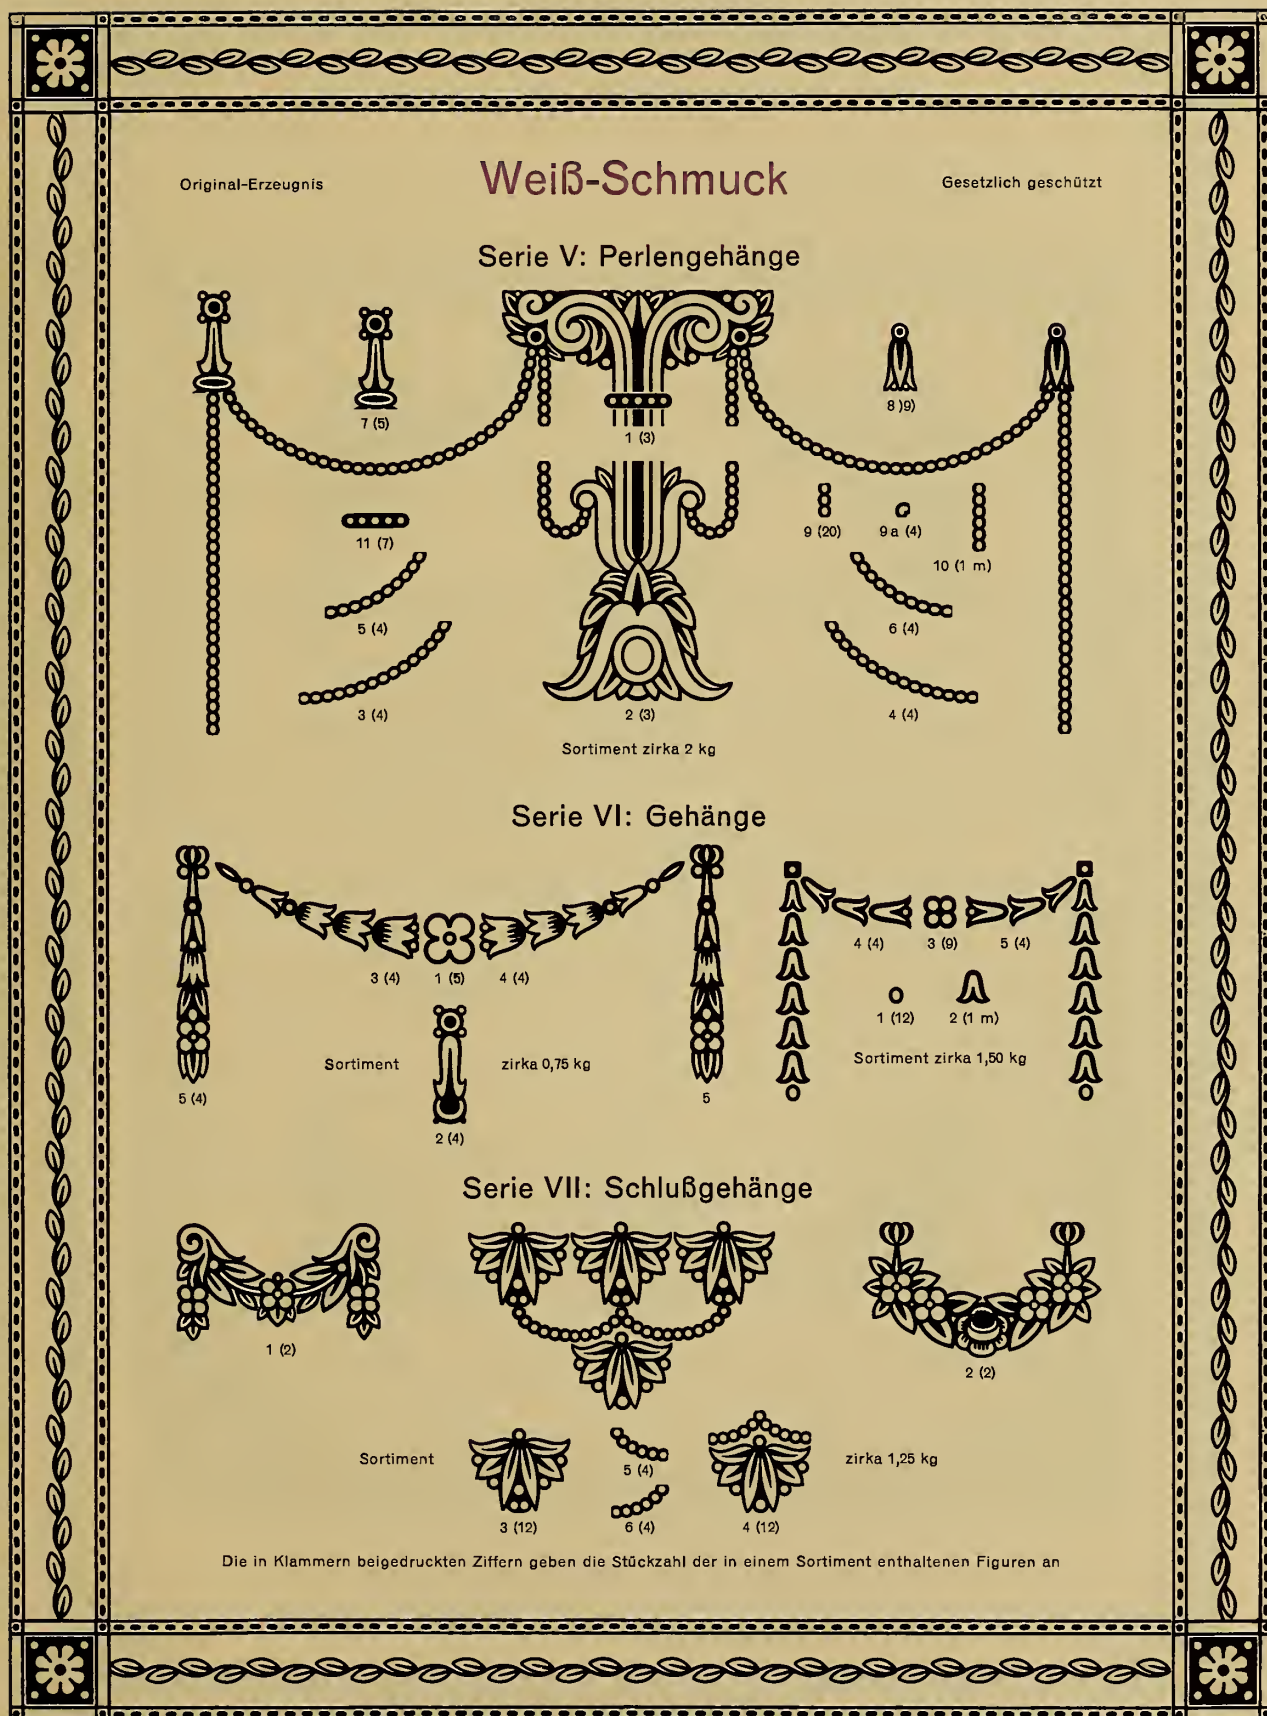 Original-Erzeugnis
Weiß-Schmuck
Gesetzlich geschützt
Serie V: Perlengehänge
7 (5)
1 (3)
8 )9)
11 (7)
9 (20)
9a (4)
10 (1 m)
5 (4)
6 (4)
3 (4)
2 (3)
4 (4)
Sortiment zirka 2 kg
Serie VI: Gehänge
3 (4)
1 (5)
4 (4)
4 (4)
3 (9)
5 (4)
1 (12)
2 (1 m)
Sortiment
zirka 0,75 kg
Sortiment zirka 1,50 kg
5 (4)
2 (4)
5
Serie VII: Schlußgehänge
1 (2)
2 (2)
Sortiment
5 (4)
zirka 1,25 kg
3 (12)
6 (4)
4 (12)
Die in Klammern beigedruckten Ziffern geben die Stückzahl der in einem Sortiment enthaltenen Figuren an